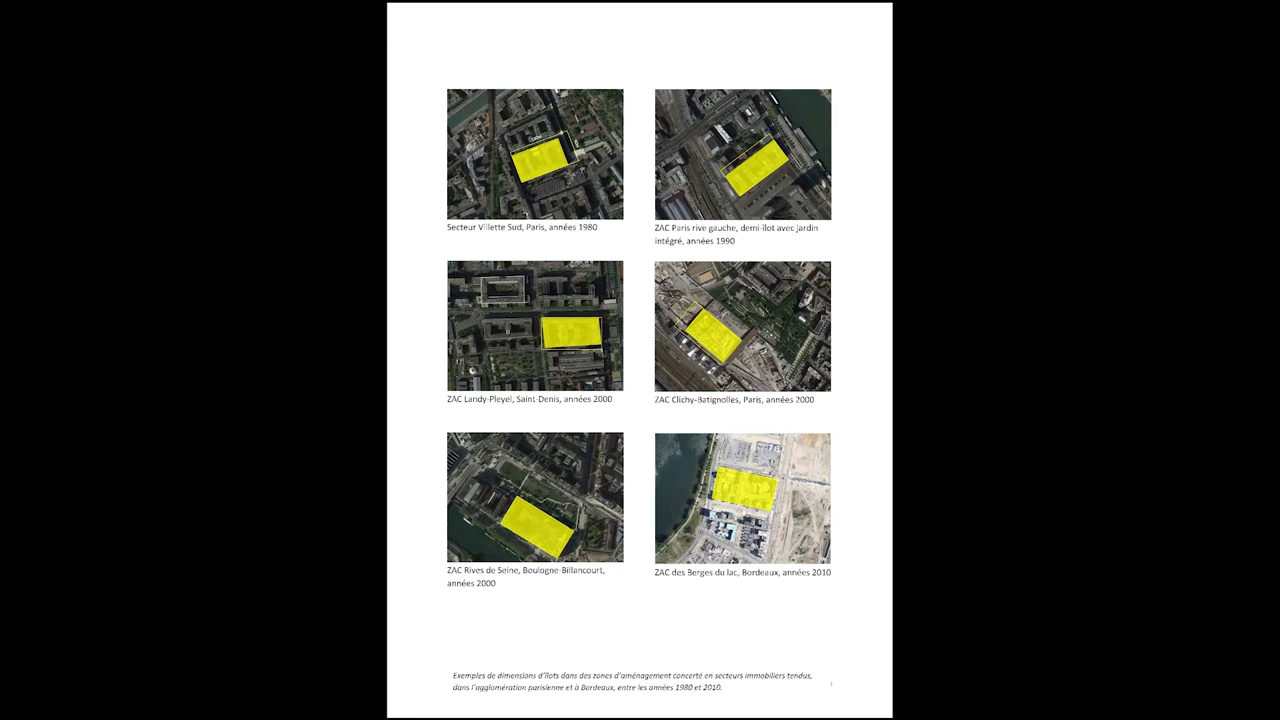 Secteur Villette Sud, Paris, années 1980
ZAC Paris rive gauche, demi-îlot avec jardin
intégré, années 1990
ZAC Landy-Pleyel, Saint-Denis, années 2000
ZAC Clichy-Batignolles, Paris, années 2000
ZAC Rives de Seine, Boulogne-Billancourt,
années 2000
ZAC des Berges du lac, Bordeaux, années 2010
Exemples de dimensions d'îlots dans des zones d'aménagement concerté en secteurs immobiliers tendus,
dans l'agglomération parisienne et à Bordeaux, entre les années 1980 et 2010.